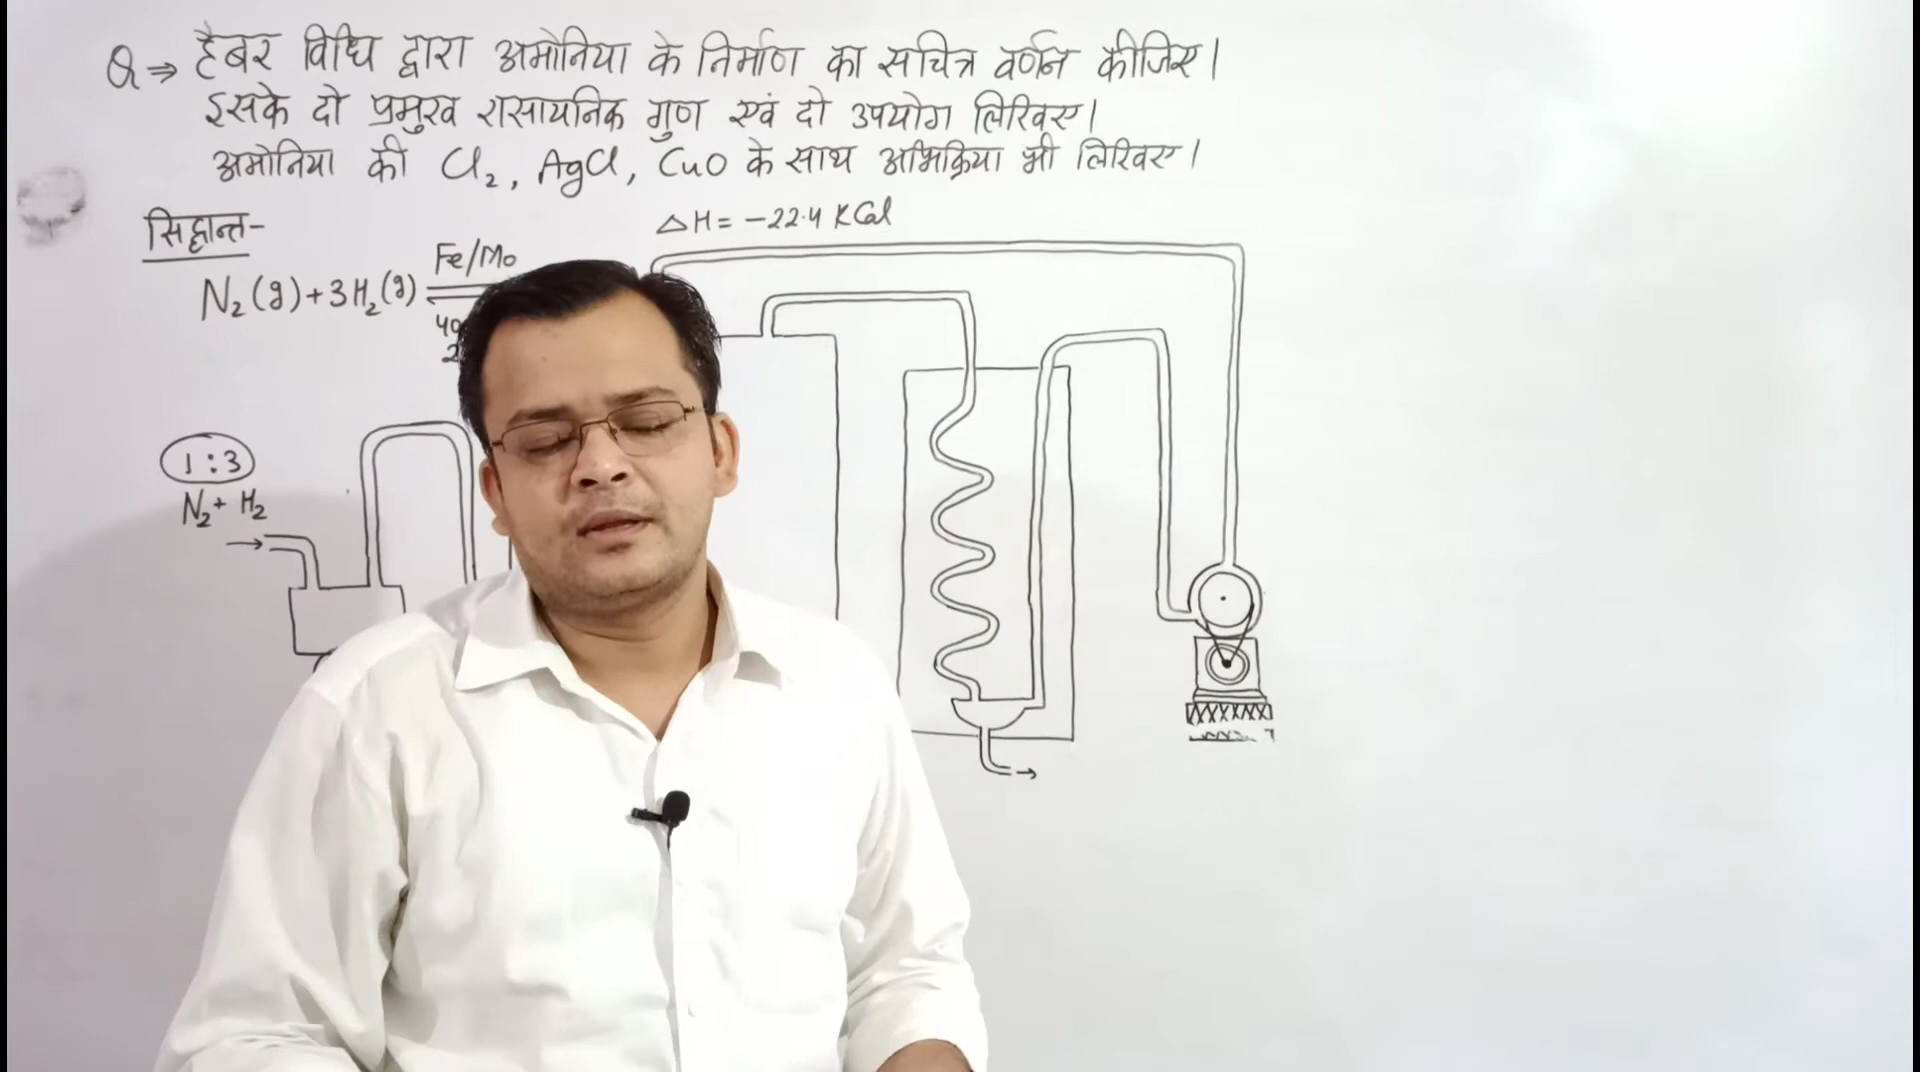 Q⇒ हैबर विधि द्वारा अमोनिया के निर्माण का सचित्र वर्णन कीजिए।
इसके दो प्रमुख रासायनिक गुण एवं दो उपयोग लिखिए।
अमोनिया की Cl₂, AgCl, CuO के साथ अभिक्रिया भी लिखिए।
सिद्धान्त-
ΔH = -22.4 KCal
Fe/Mo
N₂(g)+3H₂(g)
1:3
N₂+ H₂